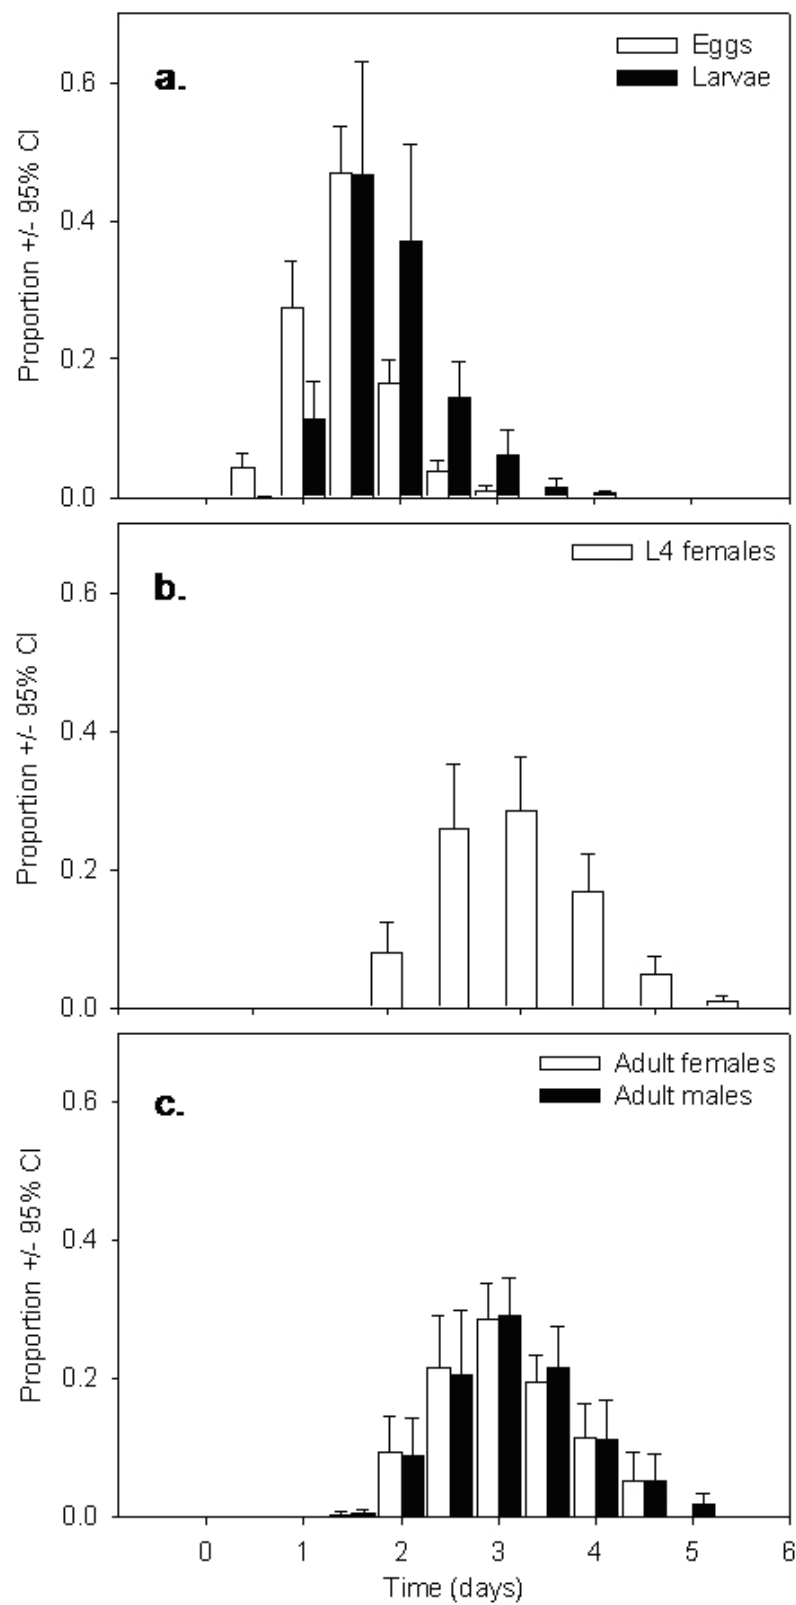 a.
Eggs
Larvae
0.6
0.4
0.2
0.0
Proportion +/- 95% CI
b.
L4 females
0.6
0.4
0.2
0.0
Proportion +/- 95% CI
c.
Adult females
Adult males
0.6
0.4
0.2
0.0
Proportion +/- 95% CI
0 1 2 3 4 5 6
Time (days)